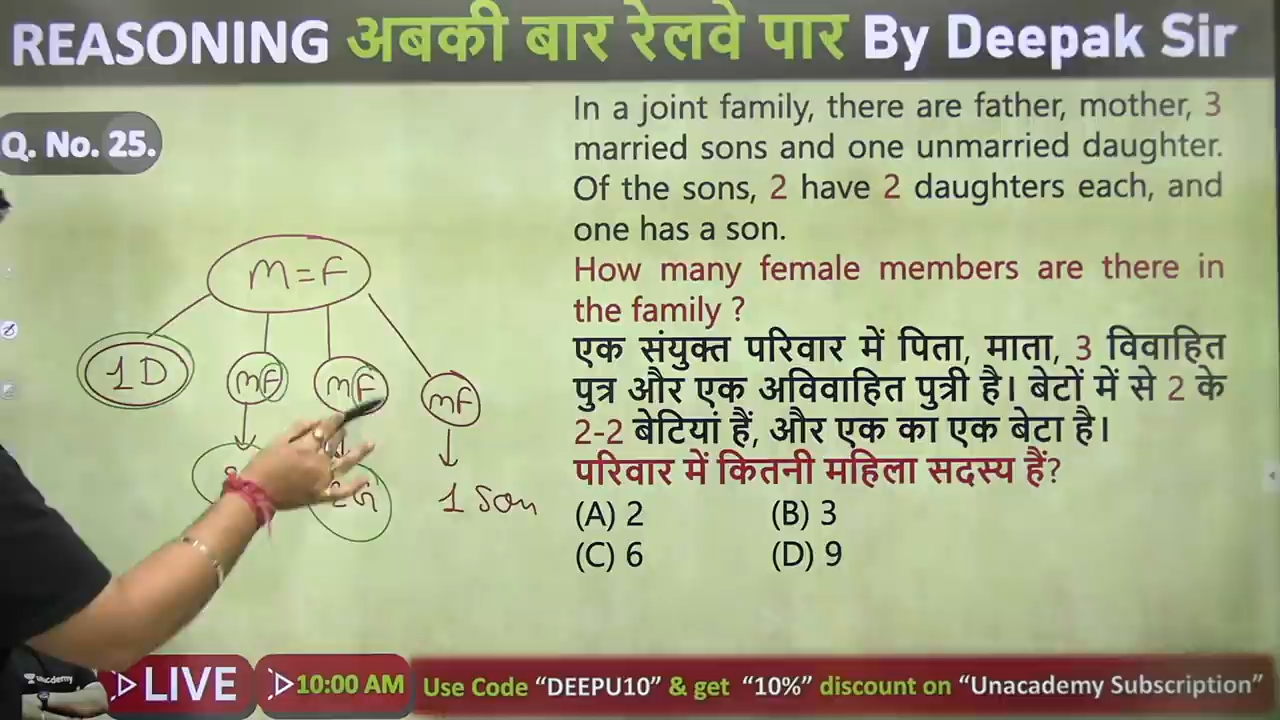 REASONING अबकी बार रेलवे पार By Deepak Sir
Q. No. 25.
In a joint family, there are father, mother, 3
married sons and one unmarried daughter.
Of the sons, 2 have 2 daughters each, and
one has a son.
How many female members are there in
the family ?
एक संयुक्त परिवार में पिता, माता, 3 विवाहित
पुत्र और एक अविवाहित पुत्री है। बेटों में से 2 के
2-2 बेटियां हैं, और एक का एक बेटा है।
परिवार में कितनी महिला सदस्य हैं?
(A) 2 (B) 3
(C) 6 (D) 9
M=F
1D
mF
mF
mF
1 Son
unacademy
LIVE
10:00 AM
Use Code “DEEPU10” & get “10%” discount on “Unacademy Subscription”